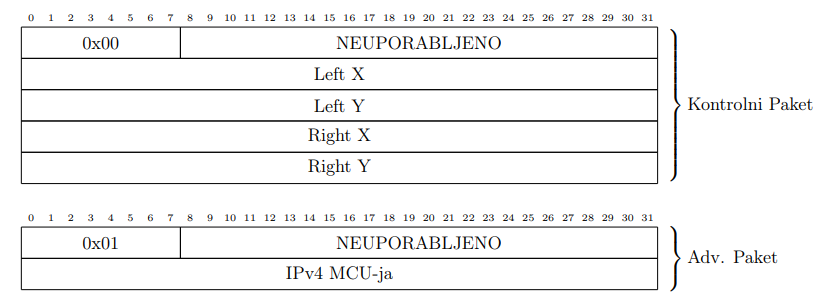 0 1 2 3 4 5 6 7 8 9 10 11 12 13 14 15 16 17 18 19 20 21 22 23 24 25 26 27 28 29 30 31
0x00 NEUPORABLJENO
Left X
Left Y
Right X
Right Y
Kontrolni Paket
0 1 2 3 4 5 6 7 8 9 10 11 12 13 14 15 16 17 18 19 20 21 22 23 24 25 26 27 28 29 30 31
0x01 NEUPORABLJENO
IPv4 MCU-ja
Adv. Paket